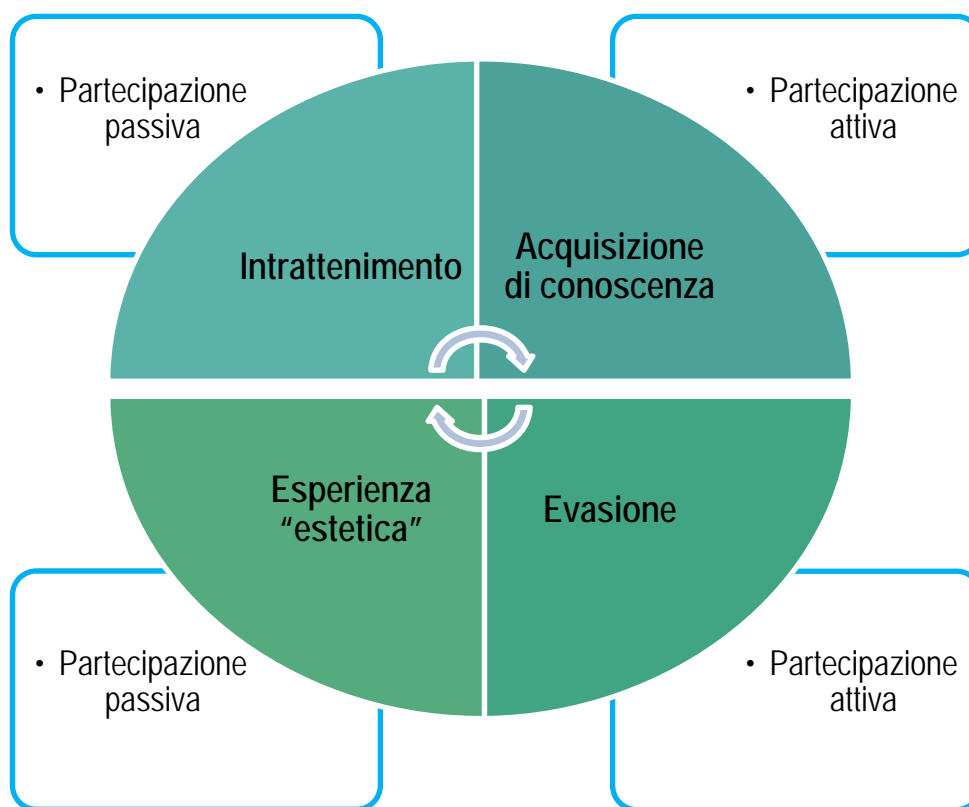 • Partecipazione
passiva
• Partecipazione
attiva
Intrattenimento
Acquisizione
di conoscenza
Esperienza
“estetica”
Evasione
• Partecipazione
passiva
• Partecipazione
attiva